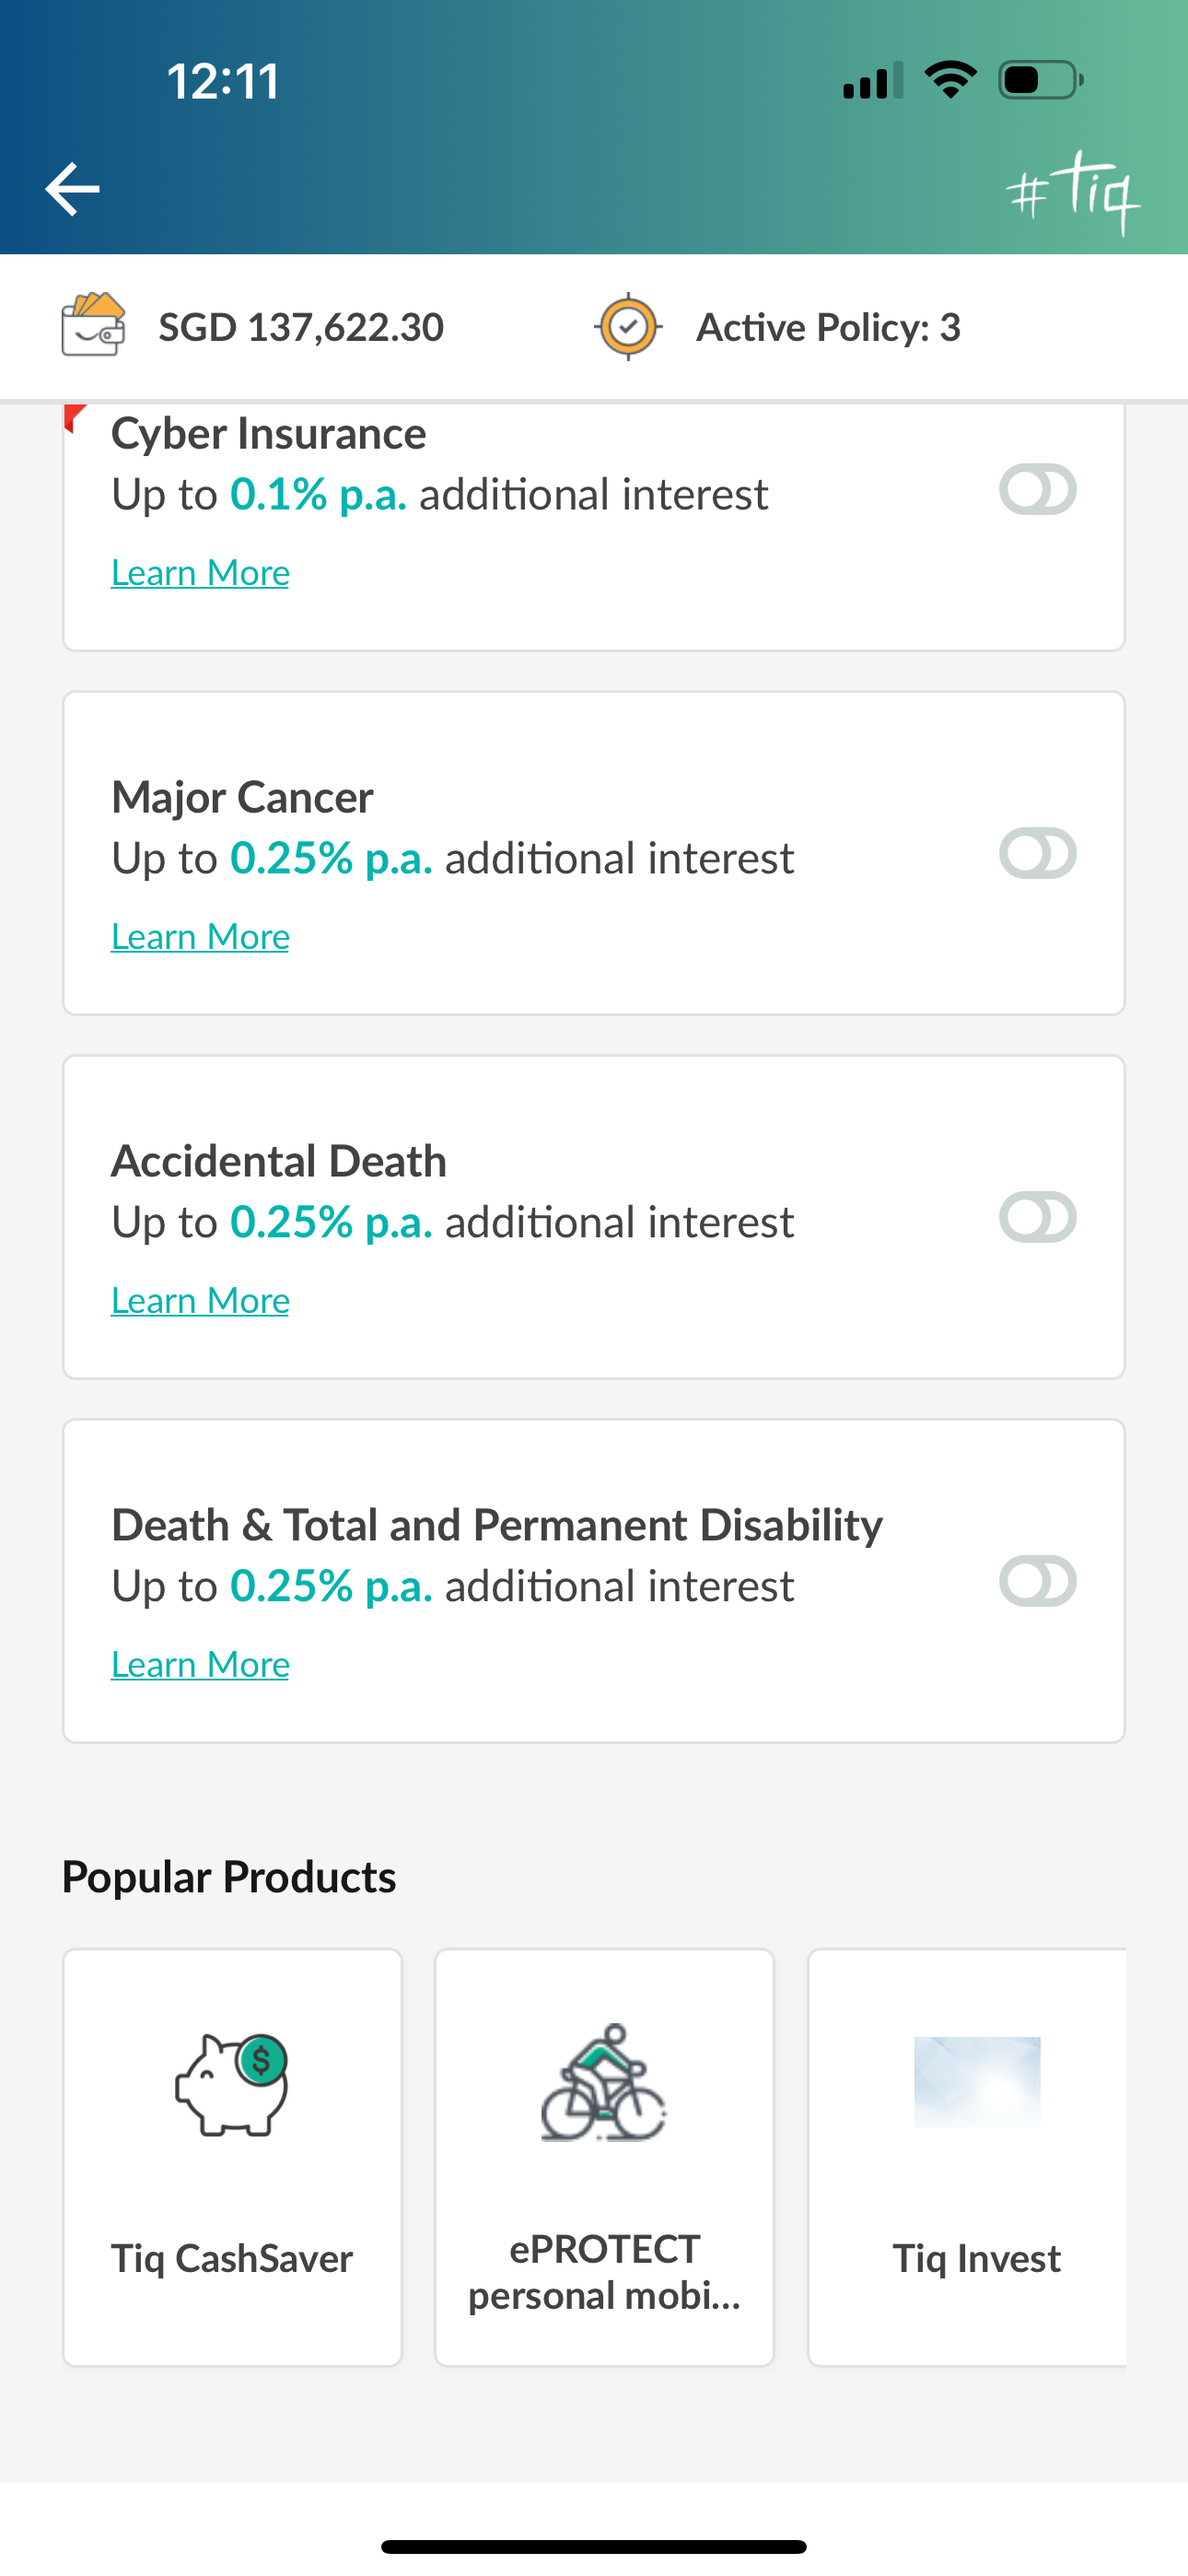 12:11
#tiq
SGD 137,622.30
Active Policy: 3
Cyber Insurance
Up to 0.1% p.a. additional interest
Learn More
Major Cancer
Up to 0.25% p.a. additional interest
Learn More
Accidental Death
Up to 0.25% p.a. additional interest
Learn More
Death & Total and Permanent Disability
Up to 0.25% p.a. additional interest
Learn More
Popular Products
$
Tiq CashSaver
ePROTECT
personal mobi...
Tiq Invest